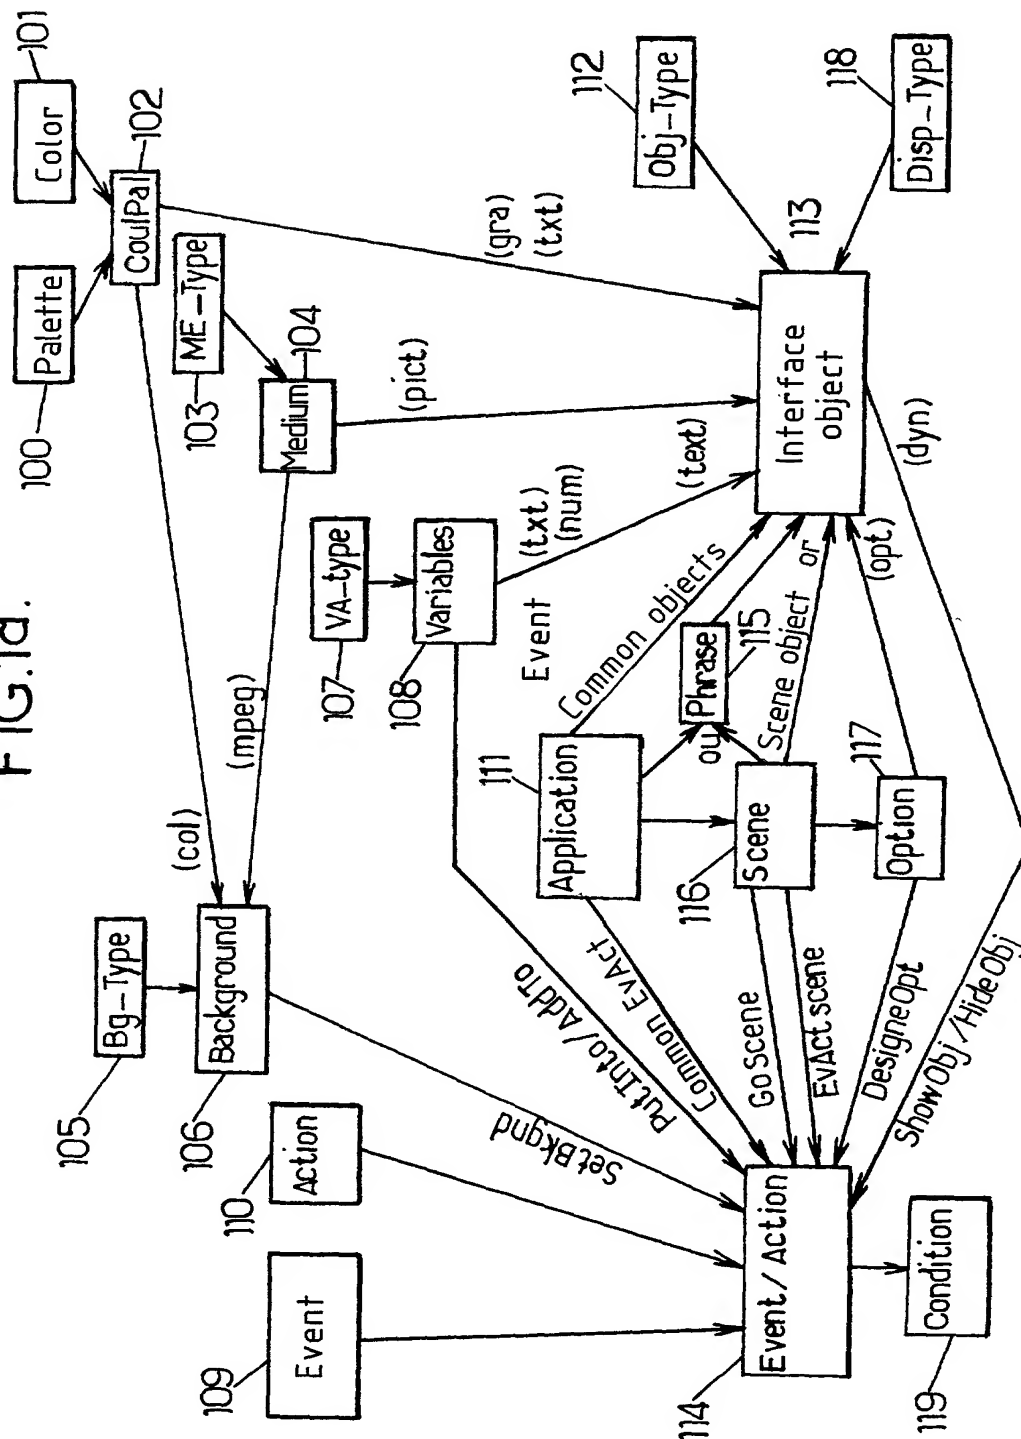 FIG.1d.
109
Event
110
Action
105
Bg-Type
106
Background
(col)
(mpeg)
100
Palette
101
Color
CoulPal
102
103
ME-Type
Medium
104
107
VA-type
108
Variables
(gra)
(txt)
(pict)
(txt)
(num)
(text)
Event
SetBkgnd
PutInto/AddTo
Common EvAct
111
Application
Common objects
ou
Phrase
115
Scene object or
112
Obj-Type
113
Interface
object
118
Disp-Type
114
Event/Action
GoScene
EvActscene
116
Scene
117
Option
(opt)
DesigneOpt
(dyn)
ShowObj/HideObj
119
Condition